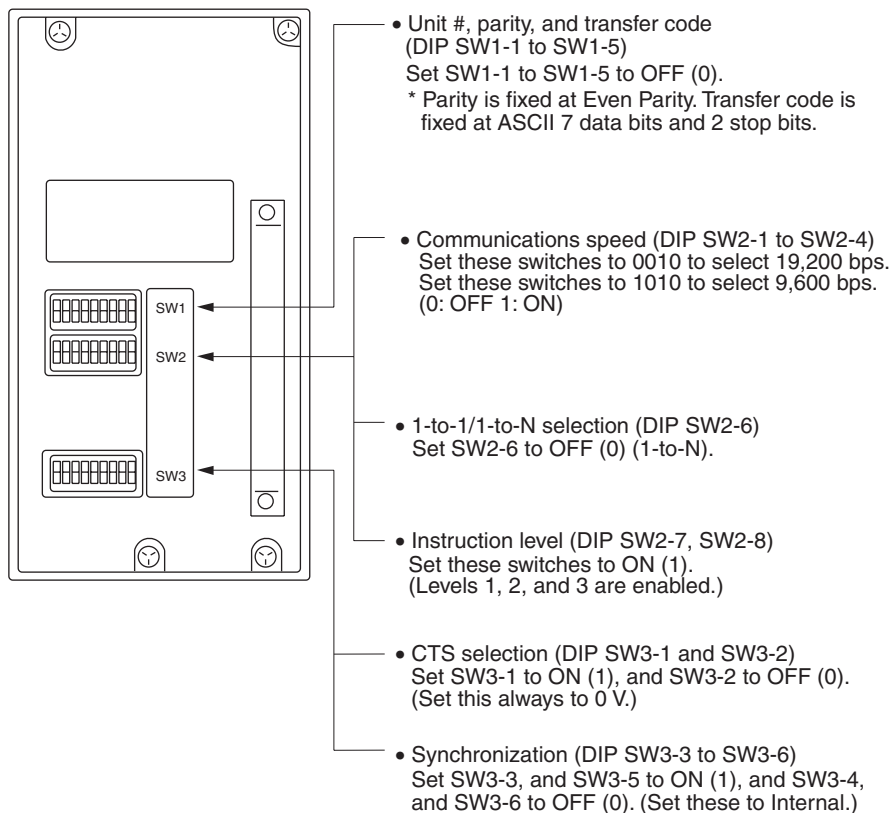 • Unit #, parity, and transfer code
(DIP SW1-1 to SW1-5)
Set SW1-1 to SW1-5 to OFF (0).
* Parity is fixed at Even Parity. Transfer code is
fixed at ASCII 7 data bits and 2 stop bits.
• Communications speed (DIP SW2-1 to SW2-4)
Set these switches to 0010 to select 19,200 bps.
Set these switches to 1010 to select 9,600 bps.
(0: OFF 1: ON)
SW1
SW2
• 1-to-1/1-to-N selection (DIP SW2-6)
Set SW2-6 to OFF (0) (1-to-N).
SW3
• Instruction level (DIP SW2-7, SW2-8)
Set these switches to ON (1).
(Levels 1, 2, and 3 are enabled.)
• CTS selection (DIP SW3-1 and SW3-2)
Set SW3-1 to ON (1), and SW3-2 to OFF (0).
(Set this always to 0 V.)
• Synchronization (DIP SW3-3 to SW3-6)
Set SW3-3, and SW3-5 to ON (1), and SW3-4,
and SW3-6 to OFF (0). (Set these to Internal.)